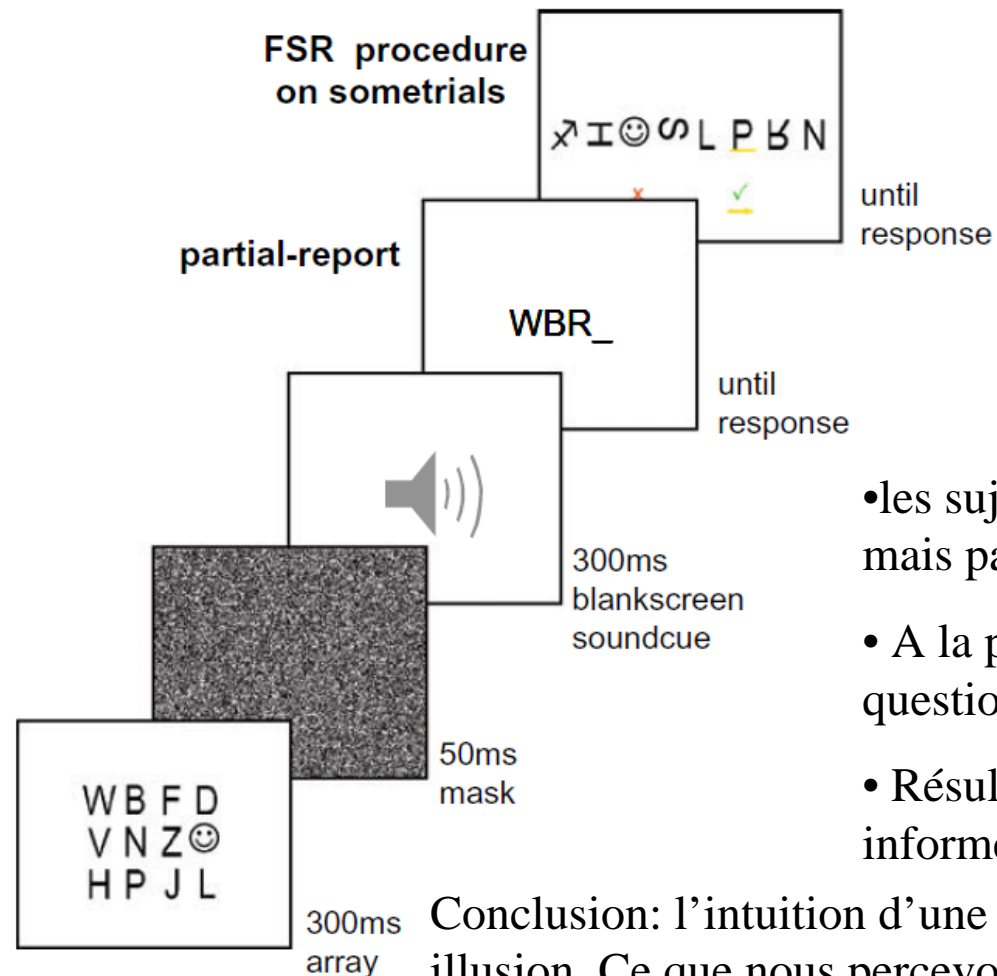 FSR procedure
on sometrials
♐ H ☺ S L P R N
x ✓
until
response
partial-report
WBR_
until
response
300ms
blankscreen
soundcue
50ms
mask
W B F D
V N Z ☺
H P J L
300ms
array
•les suj
mais pa
• A la p
questio
• Résul
informe
Conclusion: l’intuition d’une
illusion. Ce que nous percevo